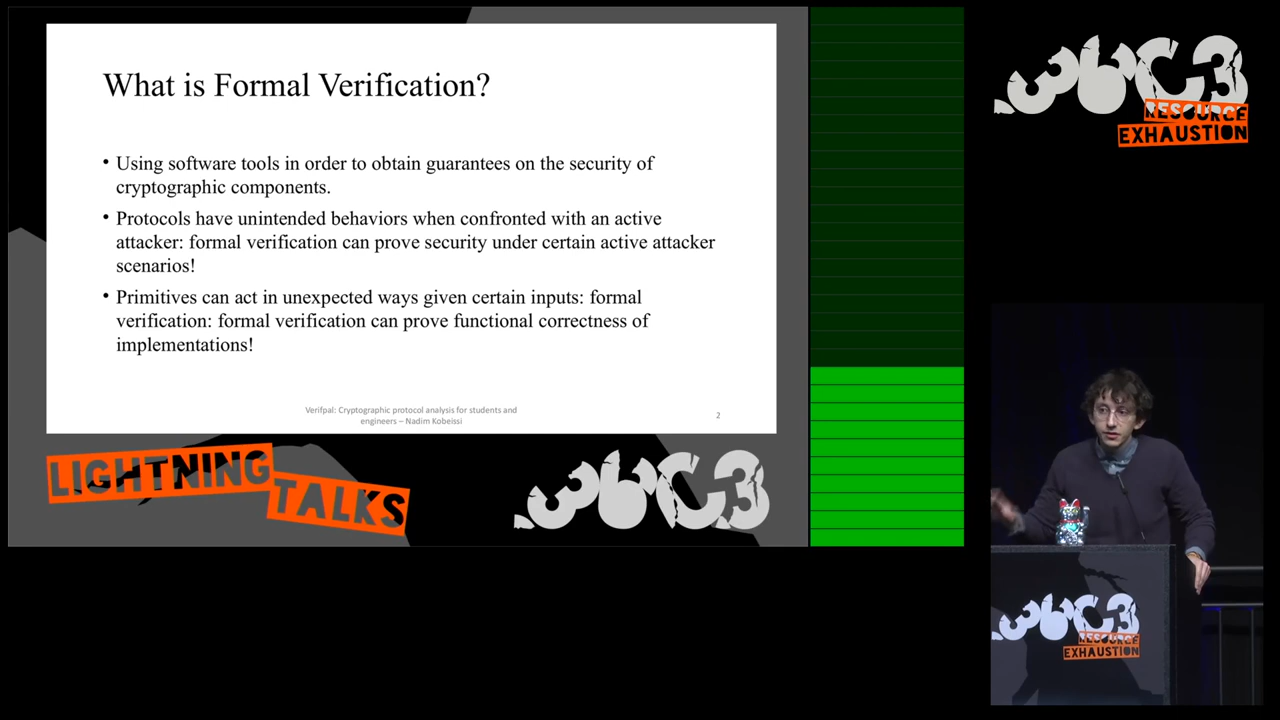 What is Formal Verification?
• Using software tools in order to obtain guarantees on the security of
cryptographic components.
• Protocols have unintended behaviors when confronted with an active
attacker: formal verification can prove security under certain active attacker
scenarios!
• Primitives can act in unexpected ways given certain inputs: formal
verification: formal verification can prove functional correctness of
implementations!
Verifpal: Cryptographic protocol analysis for students and
engineers – Nadim Kobeissi
2
LIGHTNING
TALKS
36C3
36C3
RESOURCE
EXHAUSTION
36C3
RESOURCE
EXHAUSTION